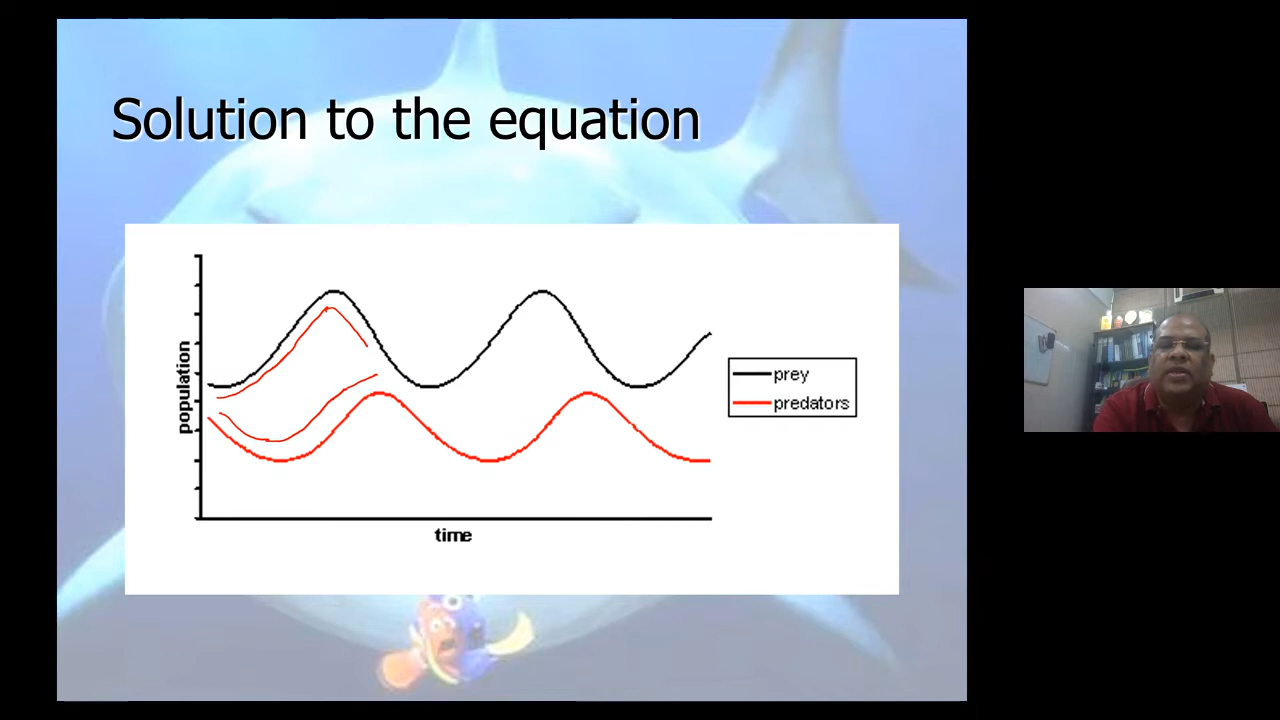 Solution to the equation
population
prey
predators
time